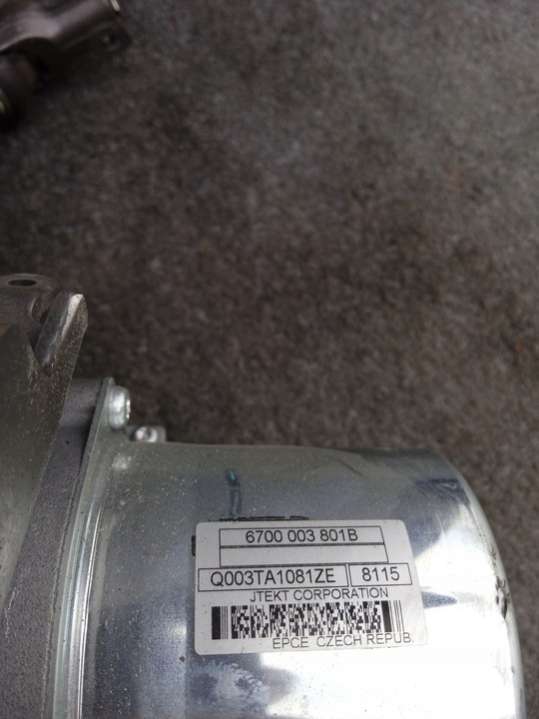 6700 003 801B
Q003TA1081ZE 8115
JTEKT CORPORATION
EPCE CZECH REPUB